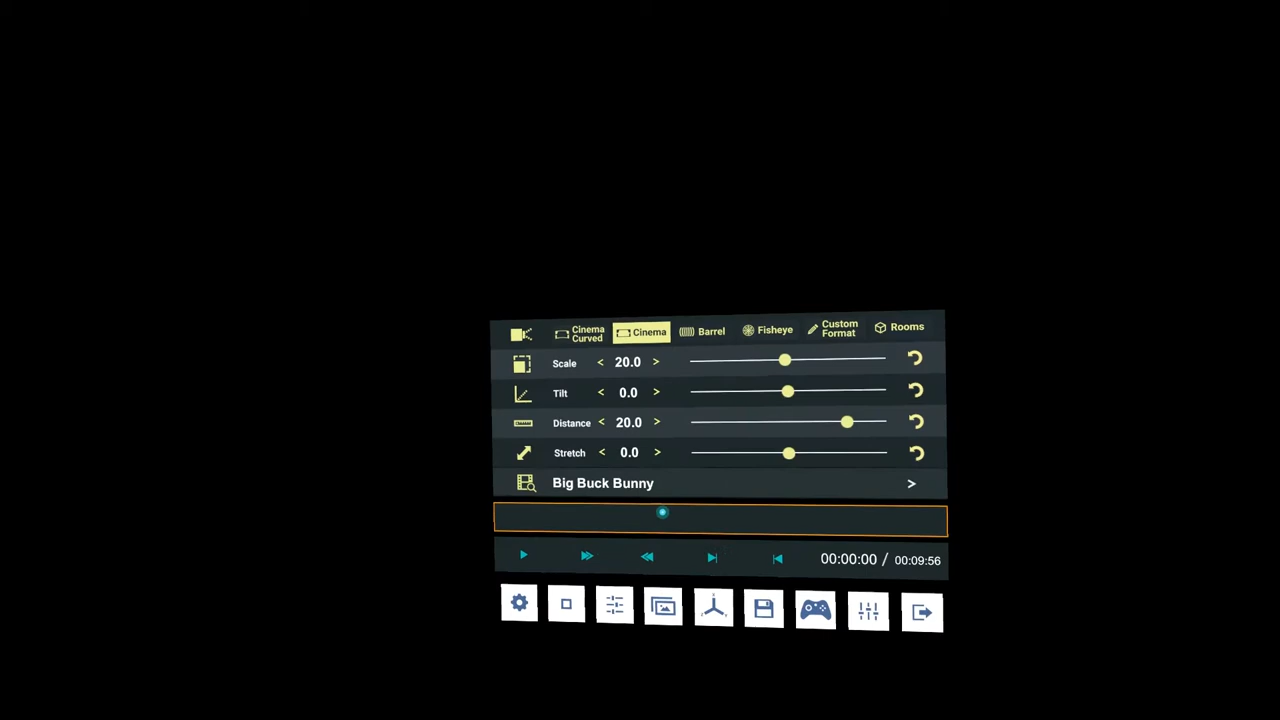 Cinema Curved Cinema Barrel Fisheye Custom Format Rooms
Scale < 20.0 >
Tilt < 0.0 >
Distance < 20.0 >
Stretch < 0.0 >
Big Buck Bunny >
00:00:00 / 00:09:56